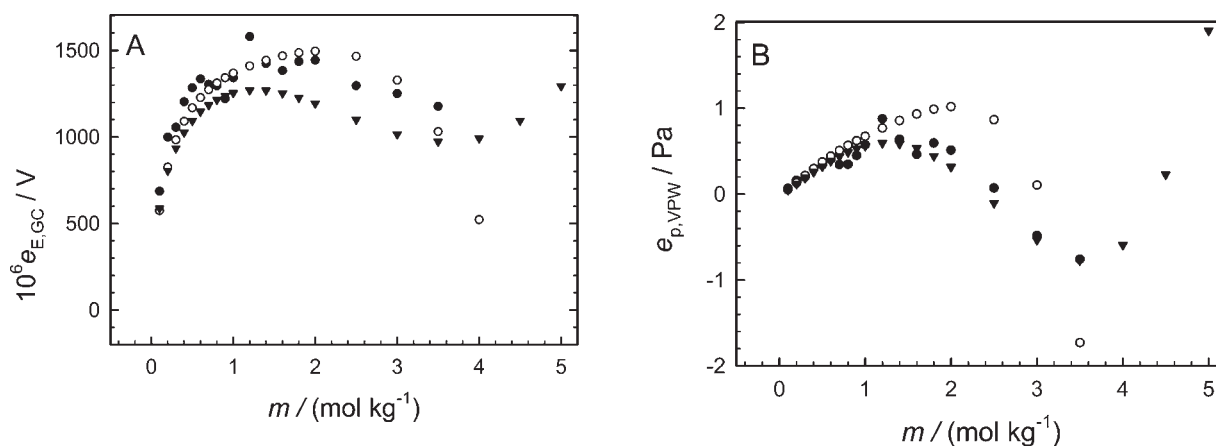 A
1500
1000
500
0
10⁶e_E,GC / V
0 1 2 3 4 5
m / (mol kg⁻¹)
B
2
1
0
-1
-2
e_p,VPW / Pa
0 1 2 3 4 5
m / (mol kg⁻¹)